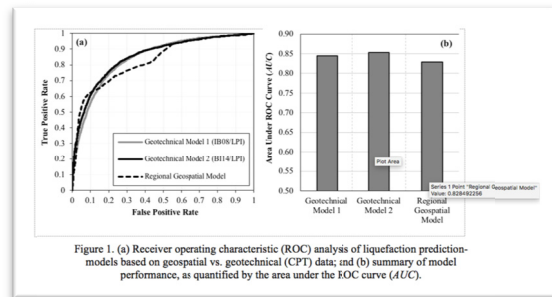 (a)
True Positive Rate
1
0.9
0.8
0.7
0.6
0.5
0.4
0.3
0.2
0.1
0
Geotechnical Model 1 (IB08/LPI)
Geotechnical Model 2 (BI14/LPI)
Regional Geospatial Model
0 0.1 0.2 0.3 0.4 0.5 0.6 0.7 0.8 0.9 1
False Positive Rate
(b)
Area Under ROC Curve (AUC)
0.90
0.85
0.80
0.75
0.70
0.65
0.60
0.55
0.50
Plot Area
Series 1 Point "Regional Geospatial Model"
Value: 0.828492256
Geotechnical
Model 1
Geotechnical
Model 2
Regional
Geospatial
Model
Figure 1. (a) Receiver operating characteristic (ROC) analysis of liquefaction prediction-
models based on geospatial vs. geotechnical (CPT) data; and (b) summary of model
performance, as quantified by the area under the ROC curve (AUC).